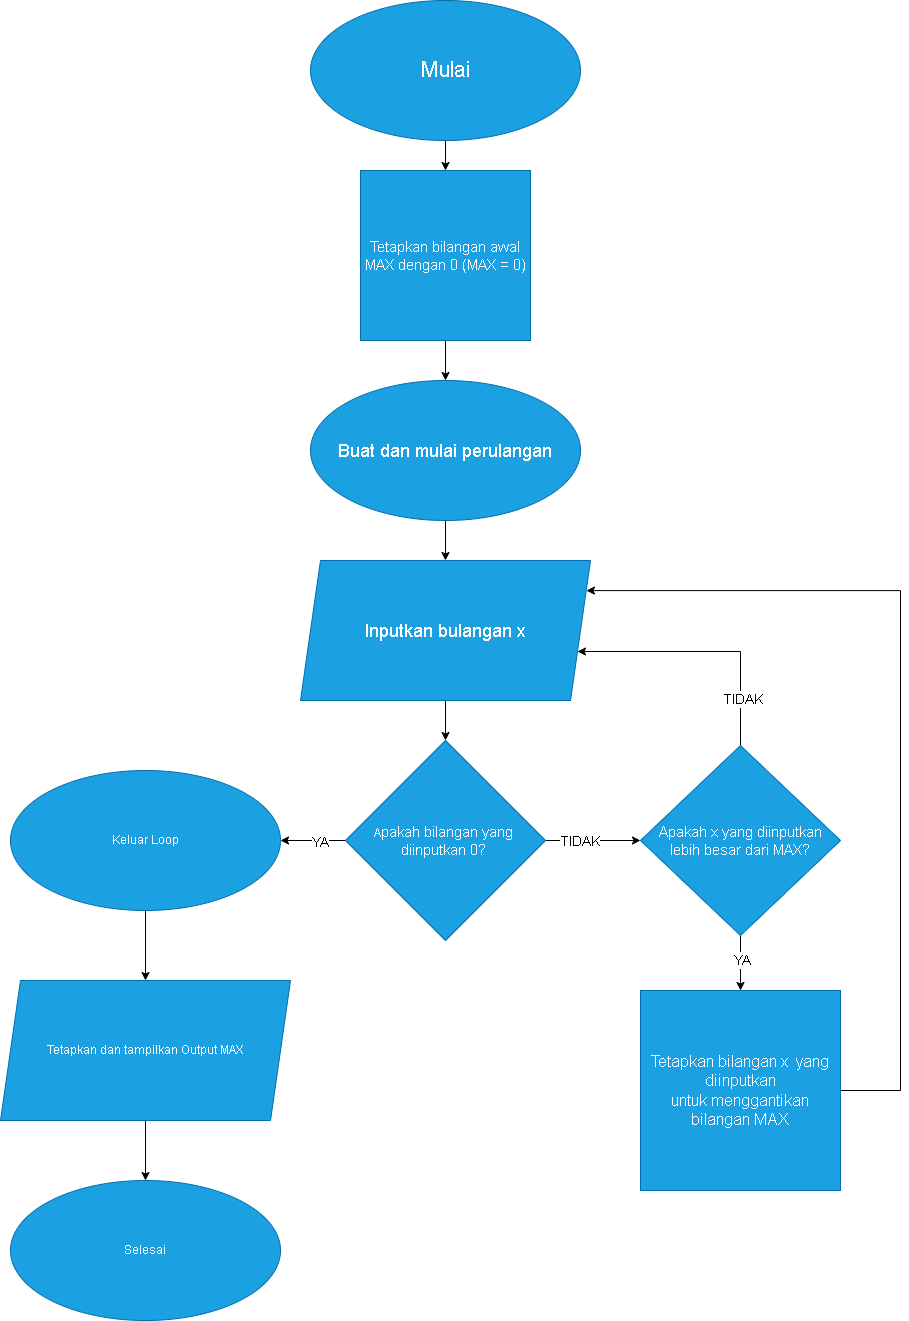 Mulai
Tetapkan bilangan awal
MAX dengan 0 (MAX = 0)
Buat dan mulai perulangan
Inputkan bulangan x
TIDAK
Apakah bilangan yang
diinputkan 0?
YA
TIDAK
Apakah x yang diinputkan
lebih besar dari MAX?
Keluar Loop
YA
Tetapkan dan tampilkan Output MAX
Tetapkan bilangan x yang
diinputkan
untuk menggantikan
bilangan MAX
Selesai